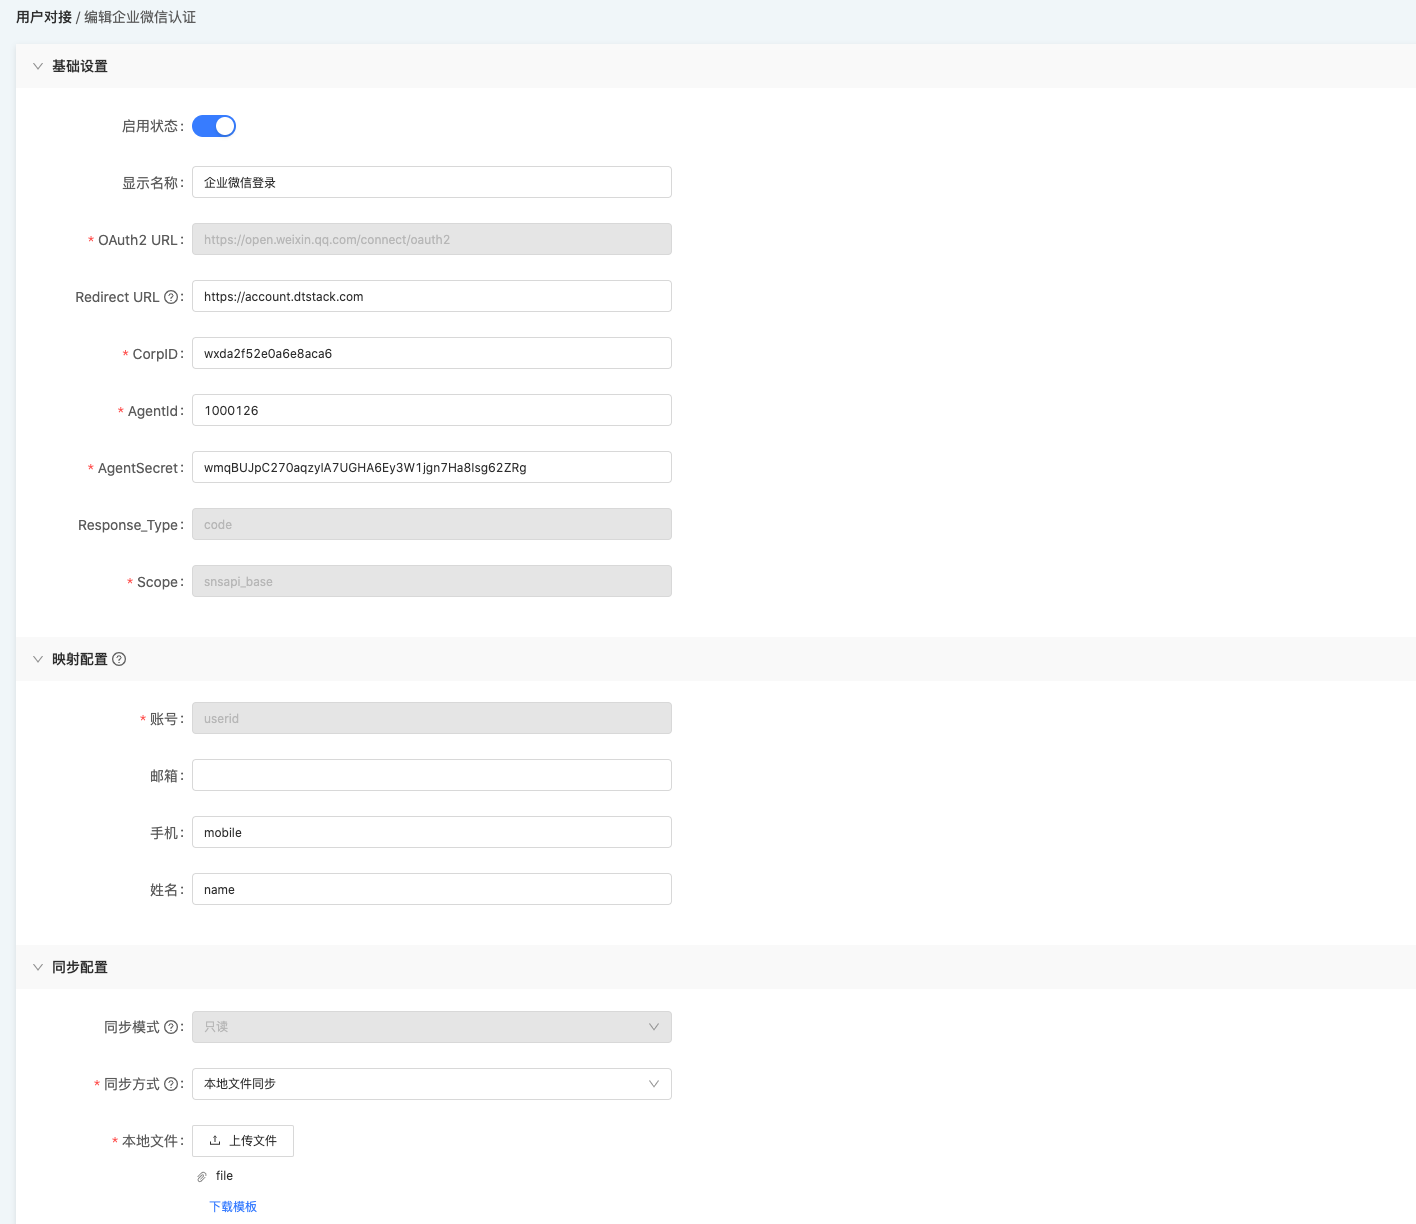 用户对接 / 编辑企业微信认证
基础设置
启用状态：
显示名称： 企业微信登录
* OAuth2 URL： https://open.weixin.qq.com/connect/oauth2
Redirect URL ?： https://account.dtstack.com
* CorpID： wxda2f52e0a6e8aca6
* AgentId： 1000126
* AgentSecret： wmqBUJpC270aqzylA7UGHA6Ey3W1jgn7Ha8lsg62ZRg
Response_Type： code
* Scope： snsapi_base
映射配置 ?
* 账号： userid
邮箱：
手机： mobile
姓名： name
同步配置
同步模式 ?： 只读
* 同步方式 ?： 本地文件同步
* 本地文件： 上传文件
file
下载模板